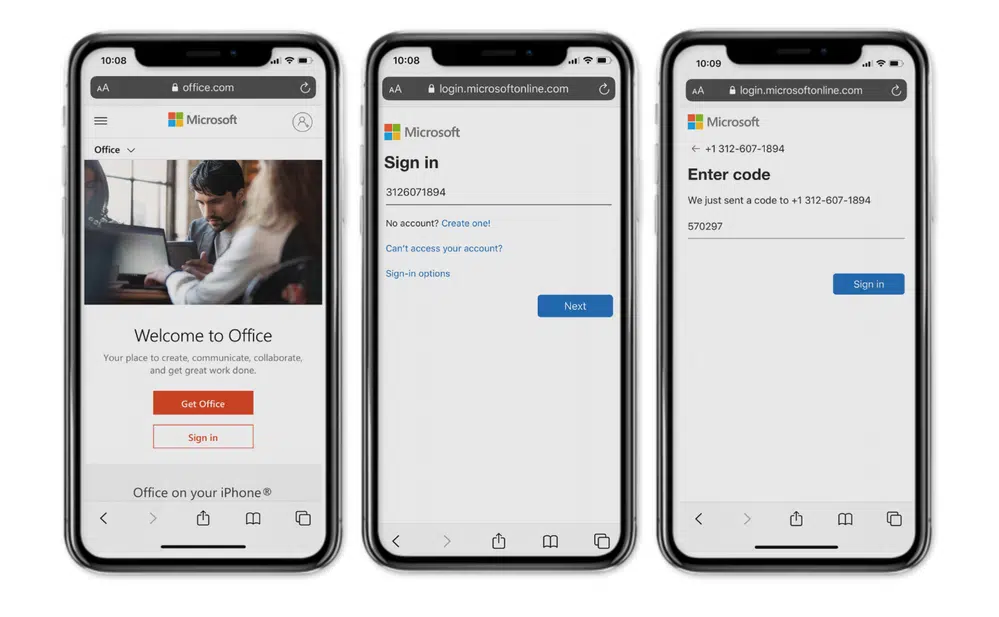 10:08
AA
office.com
Microsoft
Office
Welcome to Office
Your place to create, communicate, collaborate,
and get great work done.
Get Office
Sign in
Office on your iPhone®
10:08
AA
login.microsoftonline.com
Microsoft
Sign in
3126071894
No account? Create one!
Can't access your account?
Sign-in options
Next
10:09
AA
login.microsoftonline.com
Microsoft
← +1 312-607-1894
Enter code
We just sent a code to +1 312-607-1894
570297
Sign in